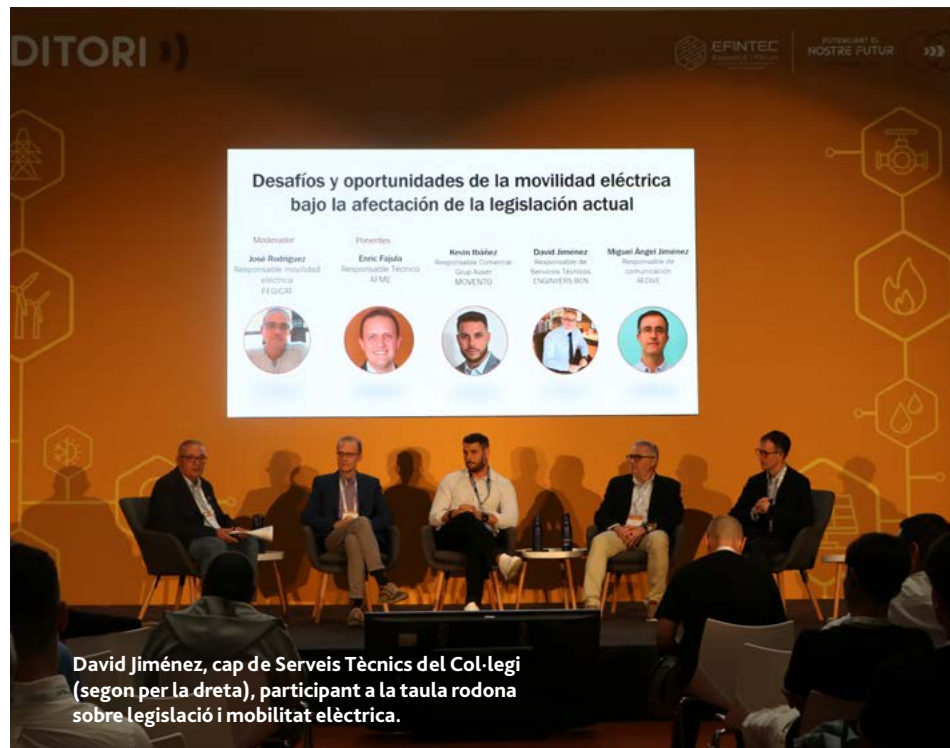 DITORI
EFINTEC
Exposició i Fòrum
POTENCIANT EL
NOSTRE FUTUR
Desafíos y oportunidades de la movilidad eléctrica
bajo la afectación de la legislación actual
Moderador
Ponentes
José Rodríguez
Responsable movilidad
eléctrica
FEGICAT
Enric Fajula
Responsable Técnico
AFME
Kevin Ibáñez
Responsable Comercial
Grup Auser
MOVENTO
David Jiménez
Responsable de
Servicios Técnicos
ENGINYERS BCN
Miguel Ángel Jiménez
Responsable de
comunicación
AEDIVE
David Jiménez, cap de Serveis Tècnics del Col·legi
(segon per la dreta), participant a la taula rodona
sobre legislació i mobilitat elèctrica.